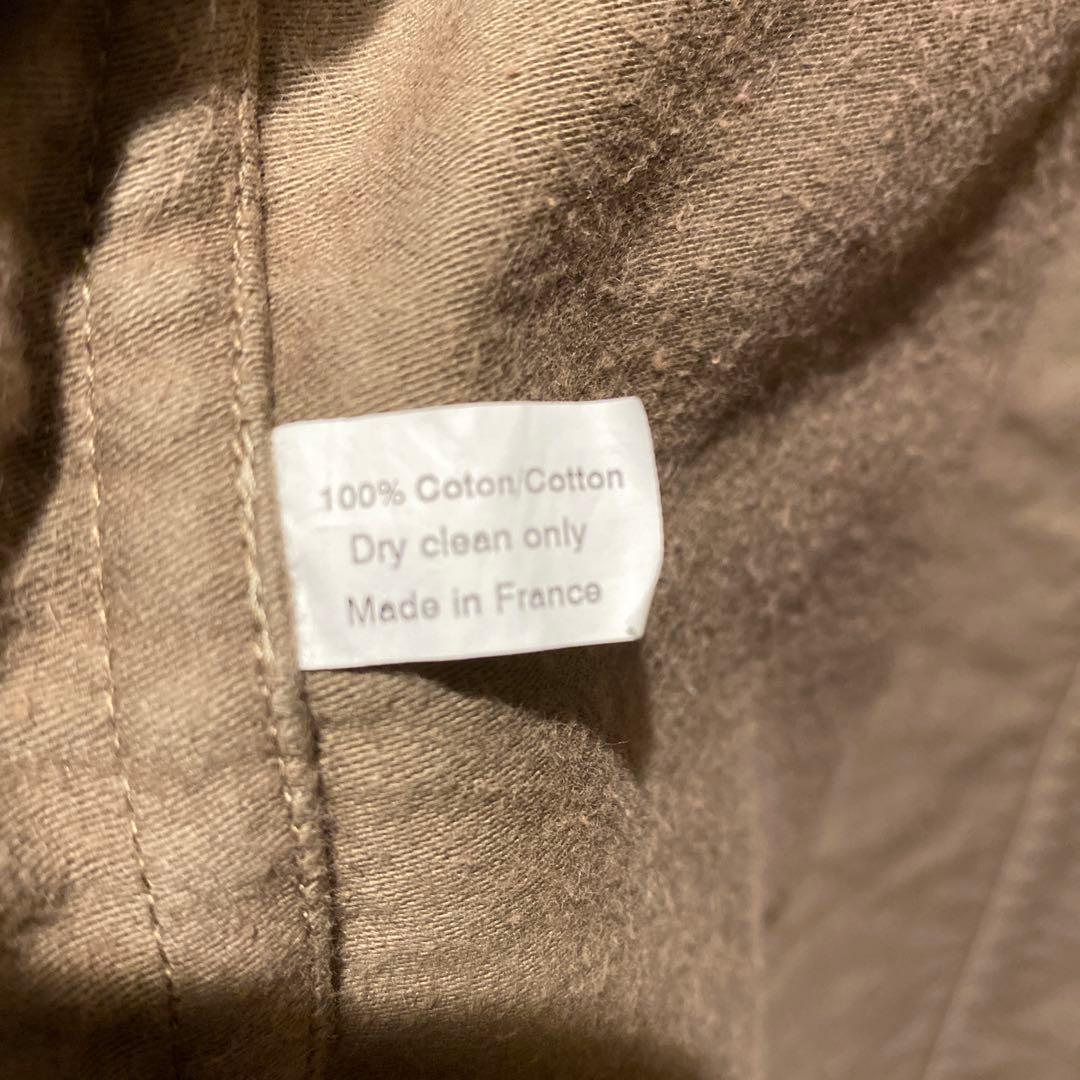 100% Coton/Cotton
Dry clean only
Made in France